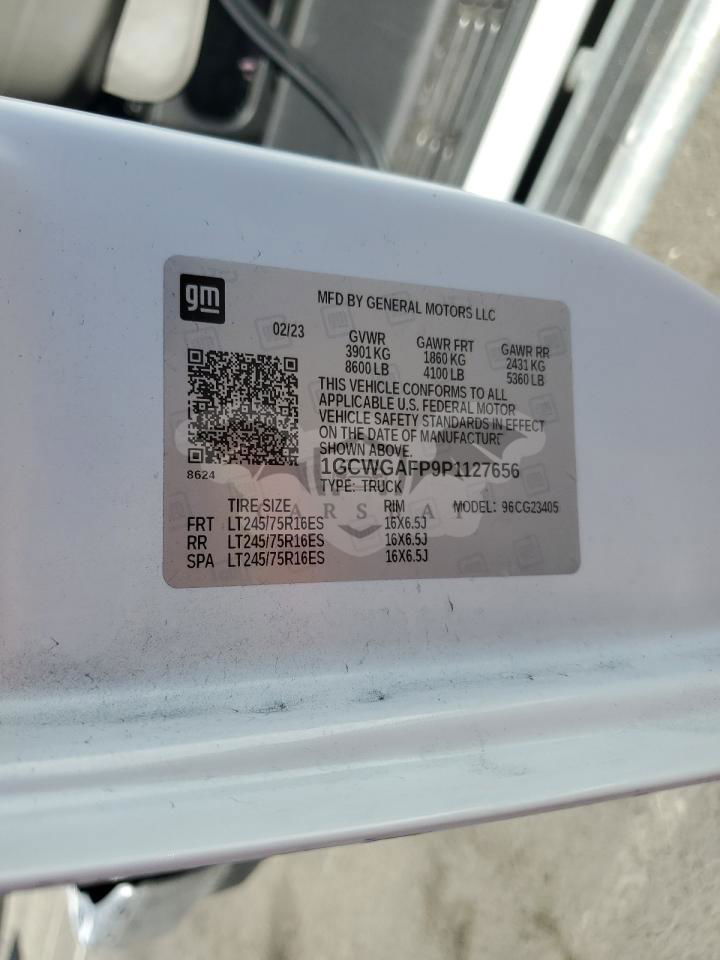 gm
MFD BY GENERAL MOTORS LLC
02/23
GVWR GAWR FRT GAWR RR
3901 KG 1860 KG 2431 KG
8600 LB 4100 LB 5360 LB
THIS VEHICLE CONFORMS TO ALL
APPLICABLE U.S. FEDERAL MOTOR
VEHICLE SAFETY STANDARDS IN EFFECT
ON THE DATE OF MANUFACTURE
SHOWN ABOVE.
8624
1GCWGAFP9P1127656
TYPE: TRUCK
TIRE SIZE RIM MODEL: 96CG23405
FRT LT245/75R16ES 16X6.5J
RR LT245/75R16ES 16X6.5J
SPA LT245/75R16ES 16X6.5J